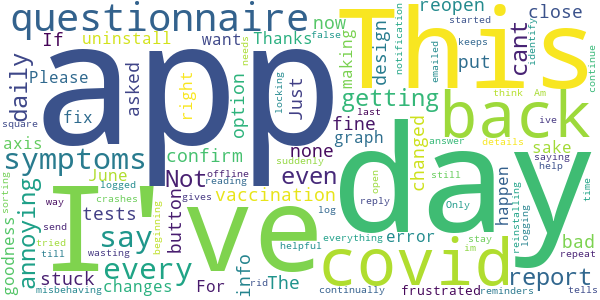 questionnaire
app
This
day
I've
back
covid
symptoms
every
say
report
reopen
close
now
put
cant
If
uninstall
want
Thanks
making
design
notification
started
false
keeps
needs
emailed
identify
continue
daily
Please
asked
right
option
Just
locking
getting
fix
square
axis
confirm
none
fine
graph
last
changed
think
Am
answer
details
ive
sake
saying
help
June
Not
offline
even
suddenly
still
open
happen
reinstalling
time
sorting
goodness
annoying
logged
crashes
reading
vaccination
button
tests
log
error
reply
Only
logging
bad
repeat
way
send
beginning
gives
helpful
everything
stay
im
tried
till
wasting
info
stuck
changes
For
rid
The
continually
frustrated
reminders
tells
misbehaving